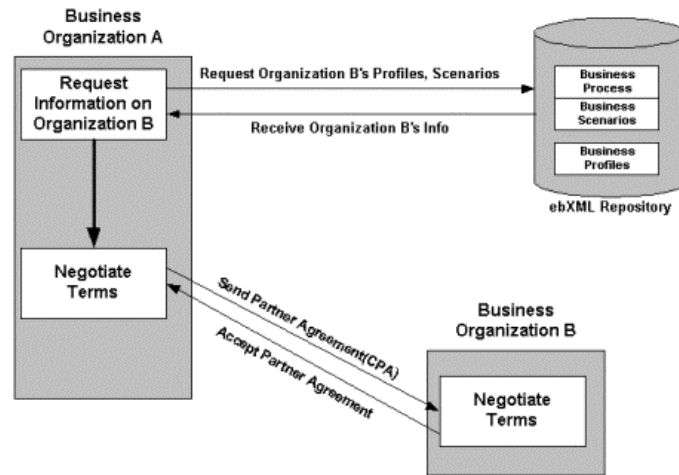 Business
Organization A
Request
Information on
Organization B
Request Organization B's Profiles, Scenarios
Receive Organization B's Info
Business
Process
Business
Scenarios
Business
Profiles
ebXML Repository
Negotiate
Terms
Send Partner Agreement(CPA)
Accept Partner Agreement
Business
Organization B
Negotiate
Terms